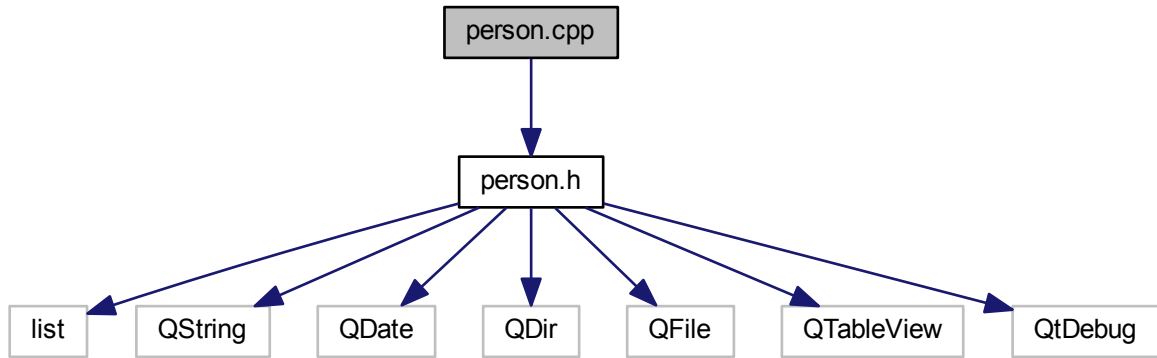 person.cpp
person.h
list
QString
QDate
QDir
QFile
QTableView
QtDebug